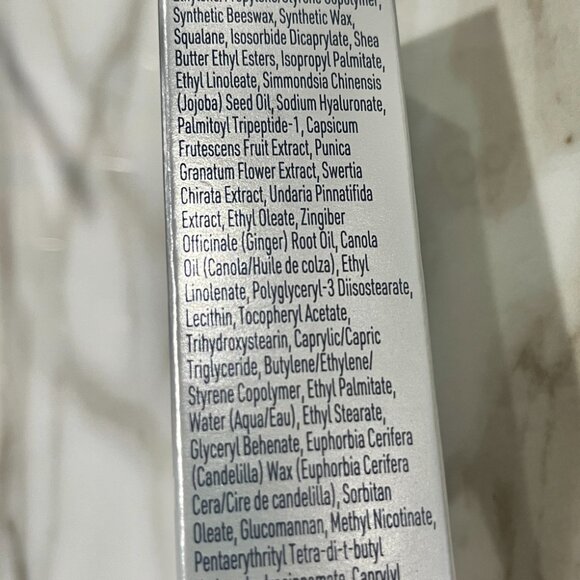 Ethylene/Propylene/Styrene Copolymer,
Synthetic Beeswax, Synthetic Wax,
Squalane, Isosorbide Dicaprylate, Shea
Butter Ethyl Esters, Isopropyl Palmitate,
Ethyl Linoleate, Simmondsia Chinensis
(Jojoba) Seed Oil, Sodium Hyaluronate,
Palmitoyl Tripeptide-1, Capsicum
Frutescens Fruit Extract, Punica
Granatum Flower Extract, Swertia
Chirata Extract, Undaria Pinnatifida
Extract, Ethyl Oleate, Zingiber
Officinale (Ginger) Root Oil, Canola
Oil (Canola/Huile de colza), Ethyl
Linolenate, Polyglyceryl-3 Diisostearate,
Lecithin, Tocopheryl Acetate,
Trihydroxystearin, Caprylic/Capric
Triglyceride, Butylene/Ethylene/
Styrene Copolymer, Ethyl Palmitate,
Water (Aqua/Eau), Ethyl Stearate,
Glyceryl Behenate, Euphorbia Cerifera
(Candelilla) Wax (Euphorbia Cerifera
Cera/Cire de candelilla), Sorbitan
Oleate, Glucomannan, Methyl Nicotinate,
Pentaerythrityl Tetra-di-t-butyl
Caprylyl